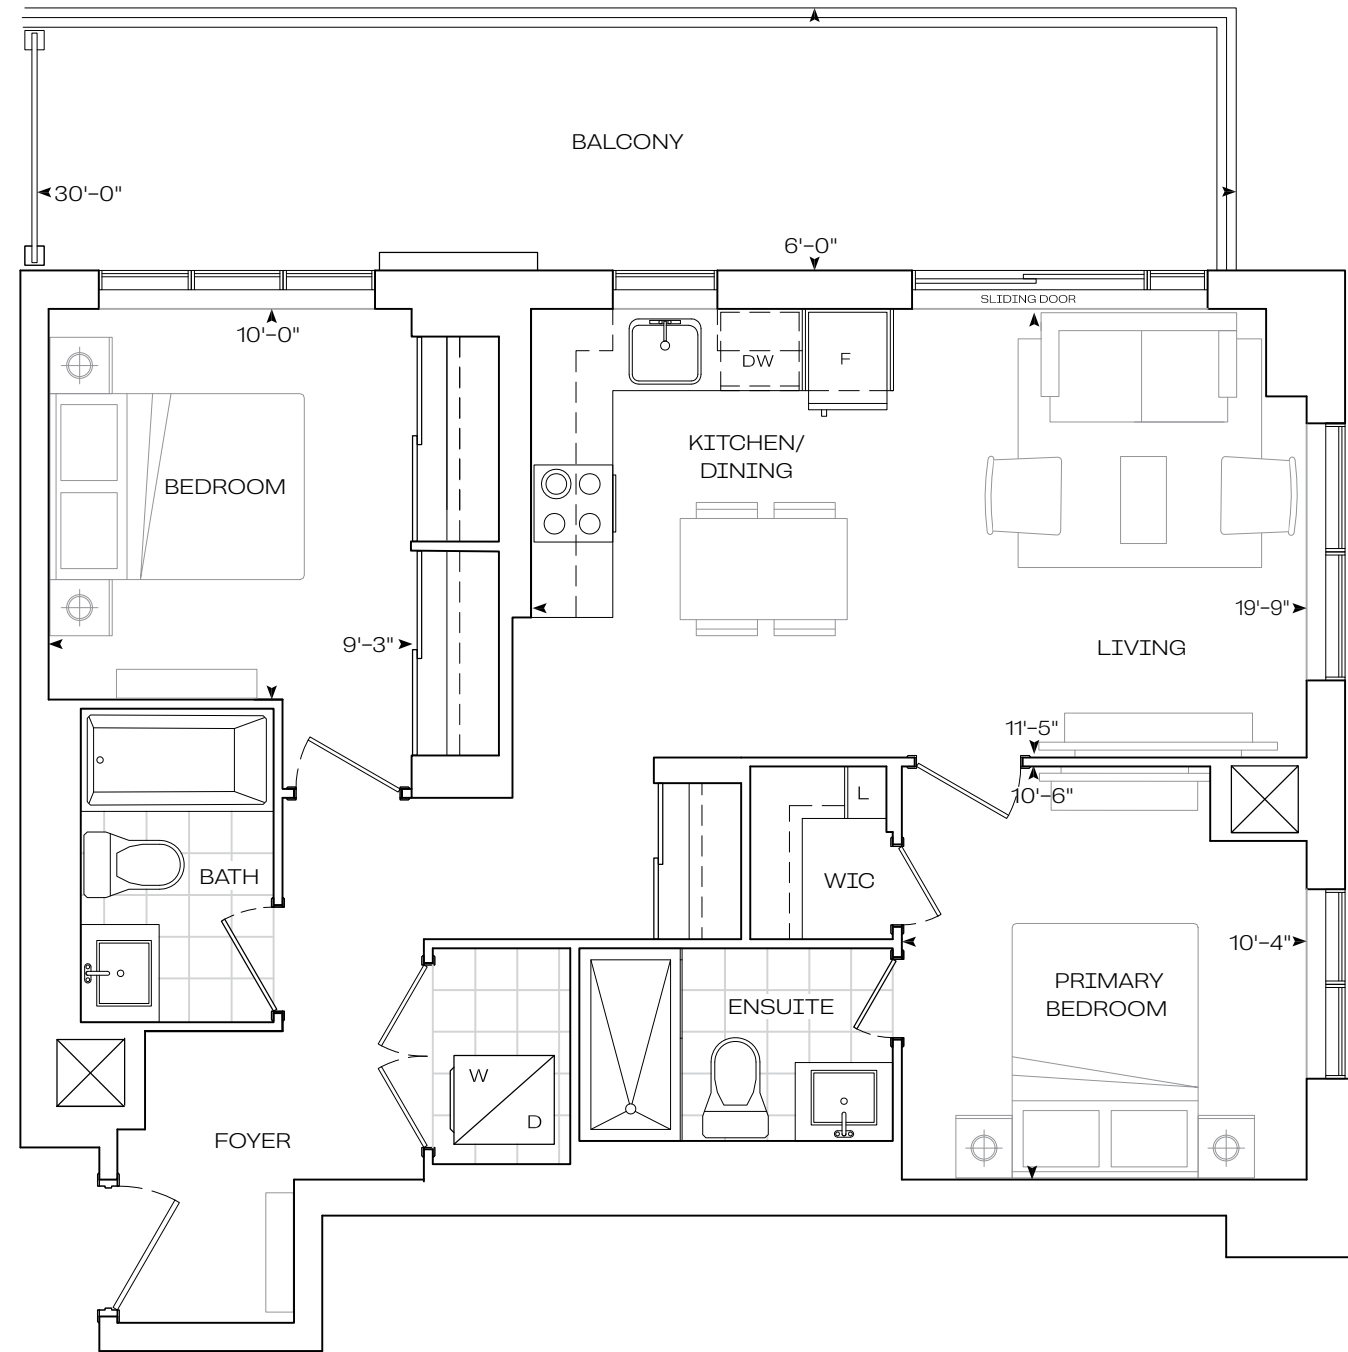 BALCONY
30'-0"
6'-0"
SLIDING DOOR
10'-0"
DW
F
KITCHEN/
DINING
BEDROOM
19'-9"
9'-3"
LIVING
11'-5"
10'-6"
L
BATH
WIC
10'-4"
PRIMARY
BEDROOM
ENSUITE
W
D
FOYER